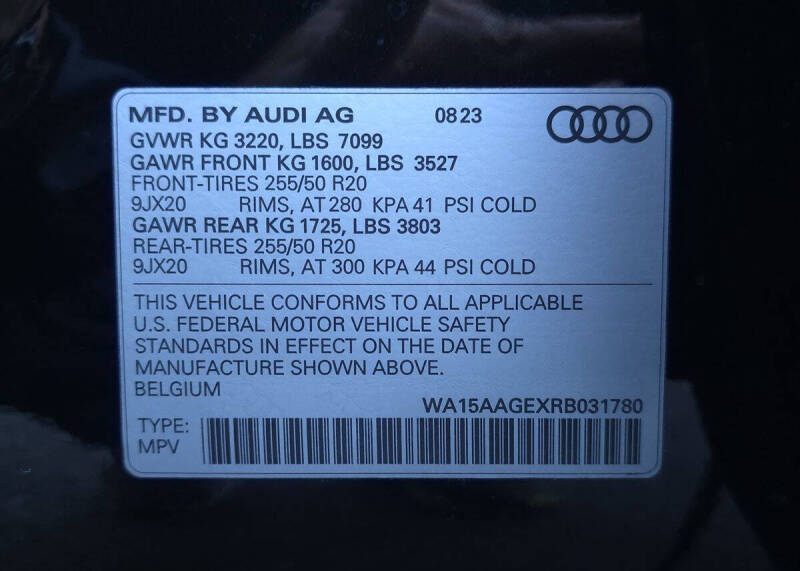 MFD. BY AUDI AG 08 23
GVWR KG 3220, LBS 7099
GAWR FRONT KG 1600, LBS 3527
FRONT-TIRES 255/50 R20
9JX20 RIMS, AT 280 KPA 41 PSI COLD
GAWR REAR KG 1725, LBS 3803
REAR-TIRES 255/50 R20
9JX20 RIMS, AT 300 KPA 44 PSI COLD
THIS VEHICLE CONFORMS TO ALL APPLICABLE
U.S. FEDERAL MOTOR VEHICLE SAFETY
STANDARDS IN EFFECT ON THE DATE OF
MANUFACTURE SHOWN ABOVE.
BELGIUM
WA15AAGEXRB031780
TYPE:
MPV